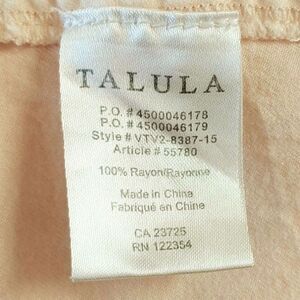 TALULA
P.O. # 4500046178
P.O. # 4500046179
Style # VTV2-8387-15
Article # 55780
100% Rayon/Rayonne
Made in China
Fabriqué en Chine
CA 23725
RN 122354